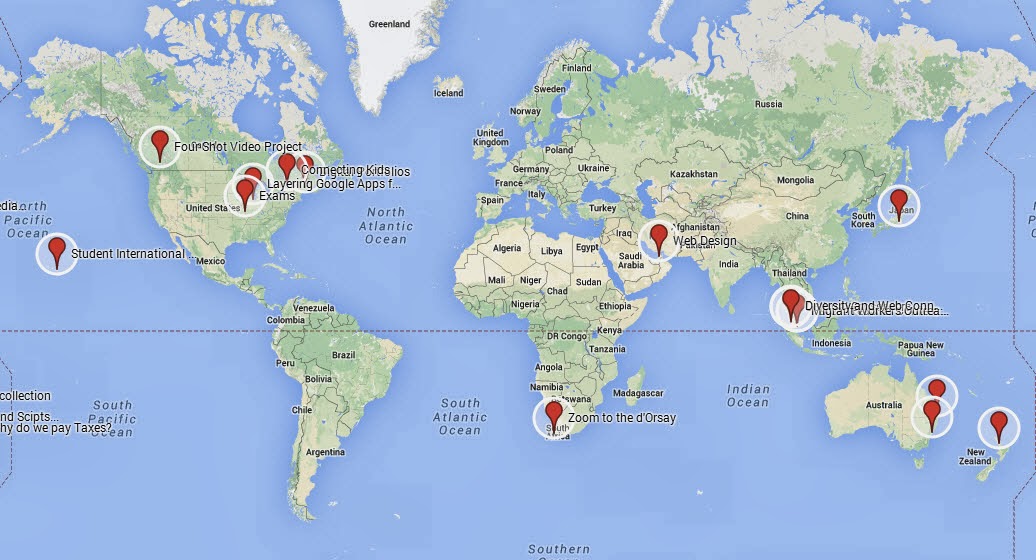 Greenland
Iceland
Finland
Sweden
Norway
Russia
United
Kingdom
Poland
Germany
Ukraine
France
Italy
Spain
Turkey
Kazakhstan
Mongolia
China
South
Korea
Japan
Four Shot Video Project
Connecting Kids
Layering Google Apps f...
Exams
United States
North
Pacific
Ocean
edia
Student International ...
Mexico
North
Atlantic
Ocean
Algeria
Libya
Egypt
Iraq
Saudi
Arabia
Afghanistan
Pakistan
Web Design
India
Thailand
Mali
Niger
Chad
Sudan
Nigeria
Ethiopia
Venezuela
Colombia
Diversity and Web Conn...
Migrant Workers Outrea...
Indonesia
Papua New
Guinea
Kenya
DR Congo
Tanzania
Peru
Brazil
Bolivia
Angola
Namibia
Botswana
Madagascar
Indian
Ocean
Australia
collection
nd Scipts...
hy do we pay Taxes?
South
Pacific
Ocean
Chile
Argentina
South
Atlantic
Ocean
Zoom to the d'Orsay
South
Africa
New
Zealand
Southern